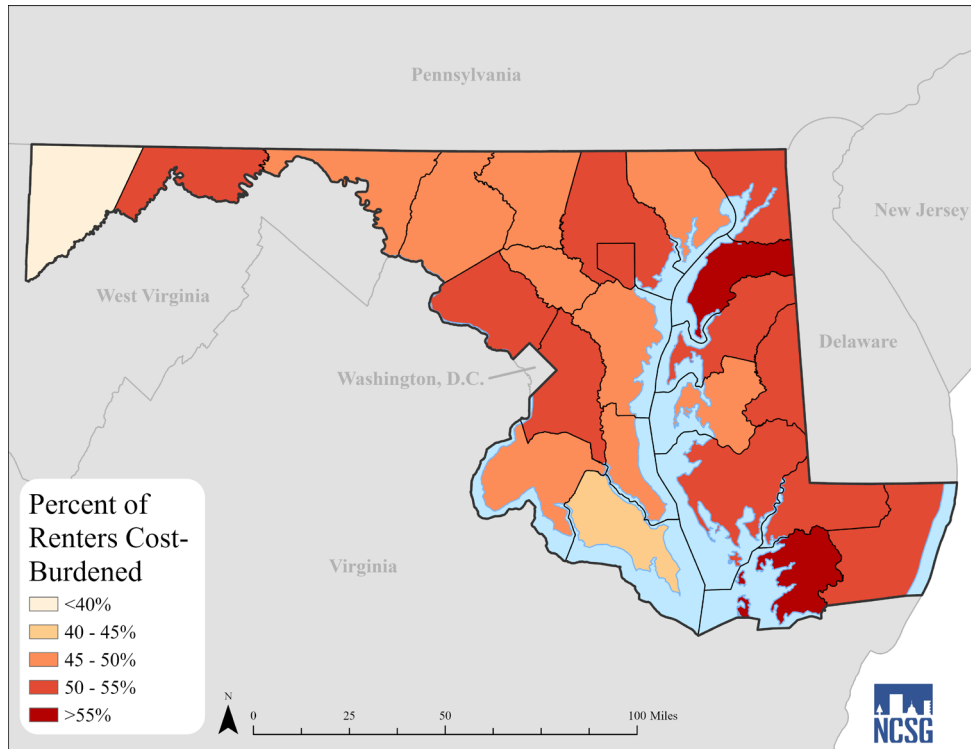 Pennsylvania
New Jersey
West Virginia
Delaware
Washington, D.C.
Virginia
Percent of
Renters Cost-
Burdened
<40%
40 - 45%
45 - 50%
50 - 55%
>55%
N
0 25 50 100 Miles
NCSG